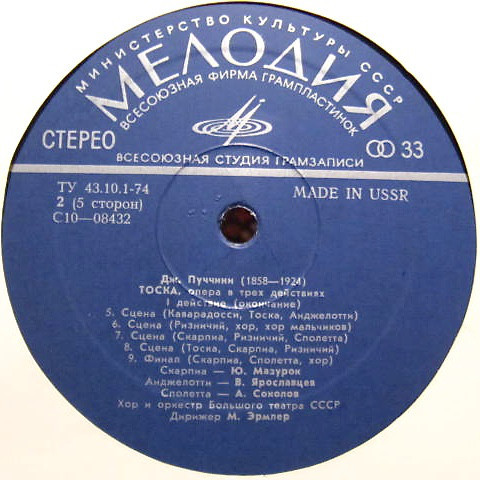 МИНИСТЕРСТВО КУЛЬТУРЫ СССР
МЕЛОДИЯ
ВСЕСОЮЗНАЯ ФИРМА ГРАМПЛАСТИНОК
СТЕРЕО
33
ВСЕСОЮЗНАЯ СТУДИЯ ГРАМЗАПИСИ
ТУ 43.10.1-74
MADE IN USSR
2 (5 сторон)
С10—08432
Дж. Пуччини (1858—1924)
ТОСКА, опера в трех действиях
I действие (окончание)
5. Сцена (Каварадосси, Тоска, Анджелотти)
6. Сцена (Ризничий, хор, хор мальчиков)
7. Сцена (Скарпиа, Ризничий, Сполетта)
8. Сцена (Тоска, Скарпиа, Ризничий)
9. Финал (Скарпиа, Сполетта, хор)
Скарпиа — Ю. Мазурок
Анджелотти — В. Ярославцев
Сполетта — А. Соколов
Хор и оркестр Большого театра СССР
Дирижер М. Эрмлер